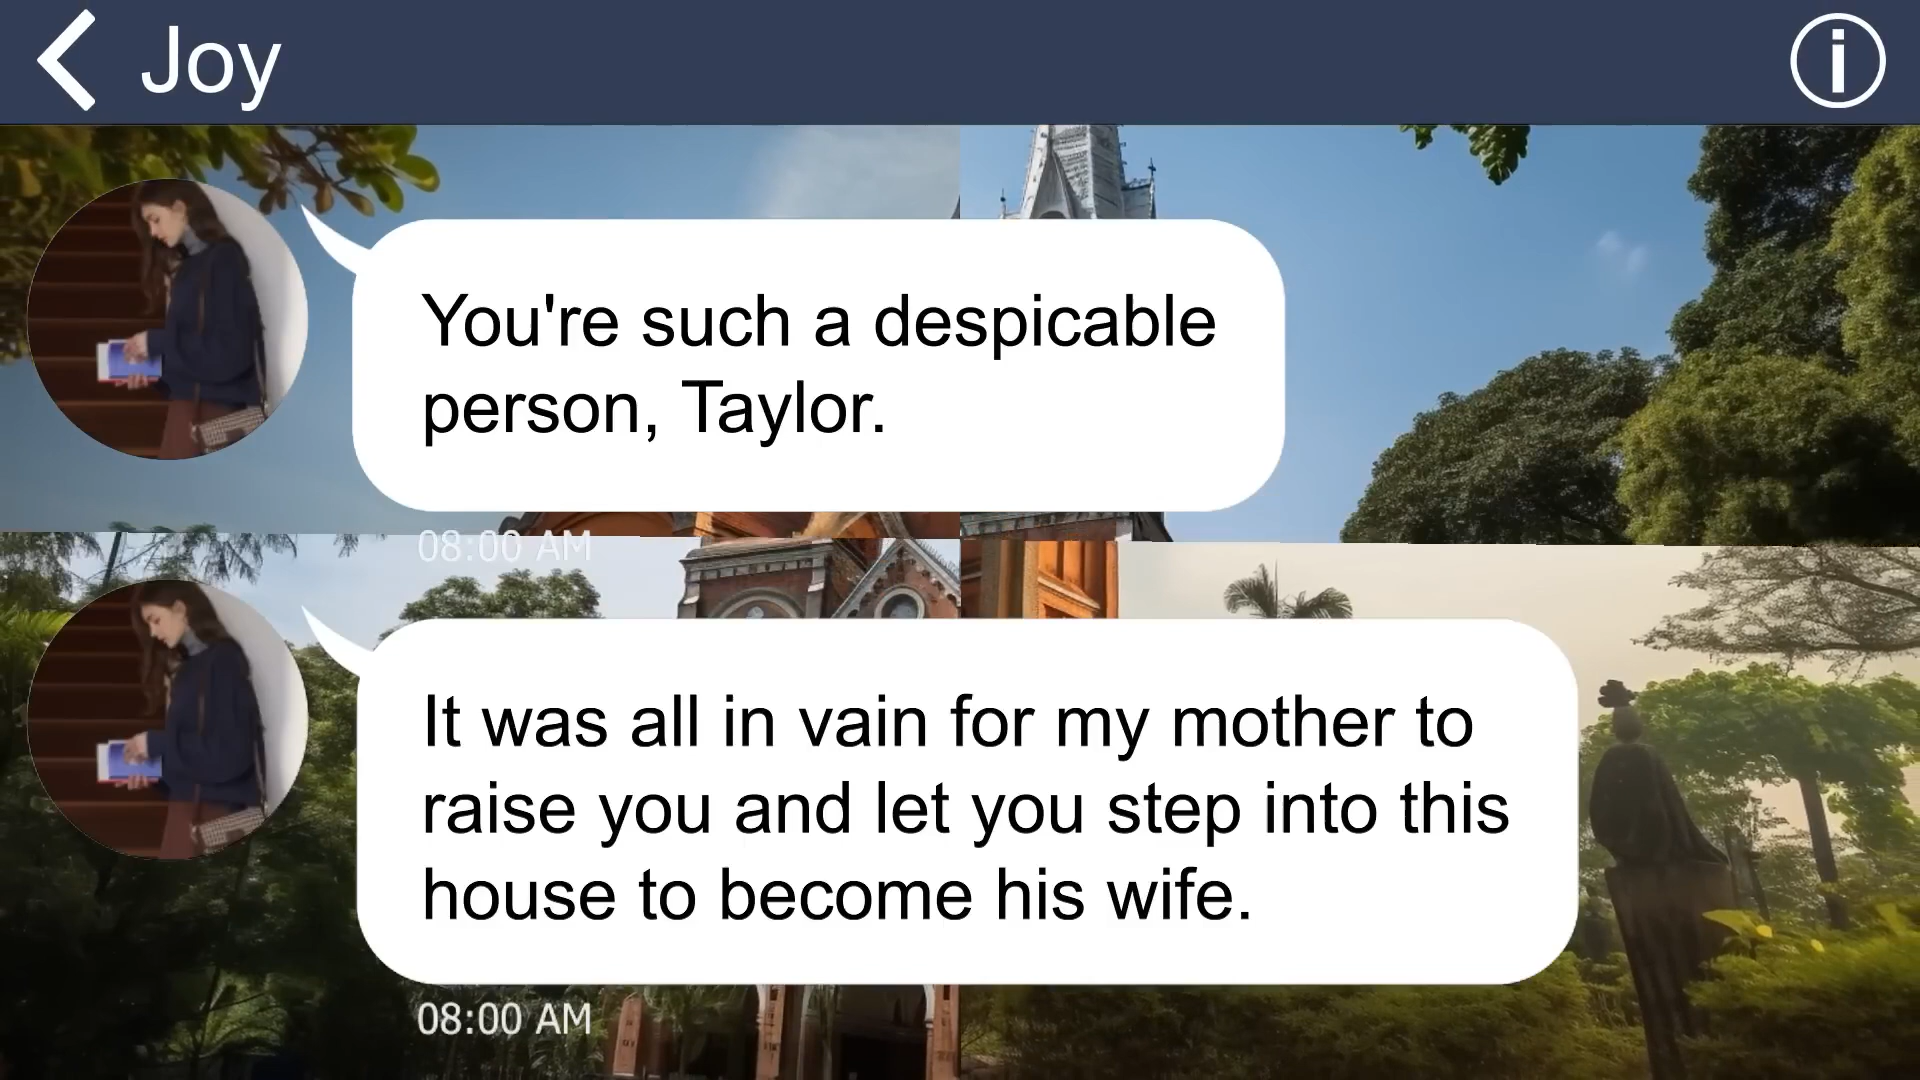 Joy
You're such a despicable
person, Taylor.
08:00 AM
It was all in vain for my mother to
raise you and let you step into this
house to become his wife.
08:00 AM